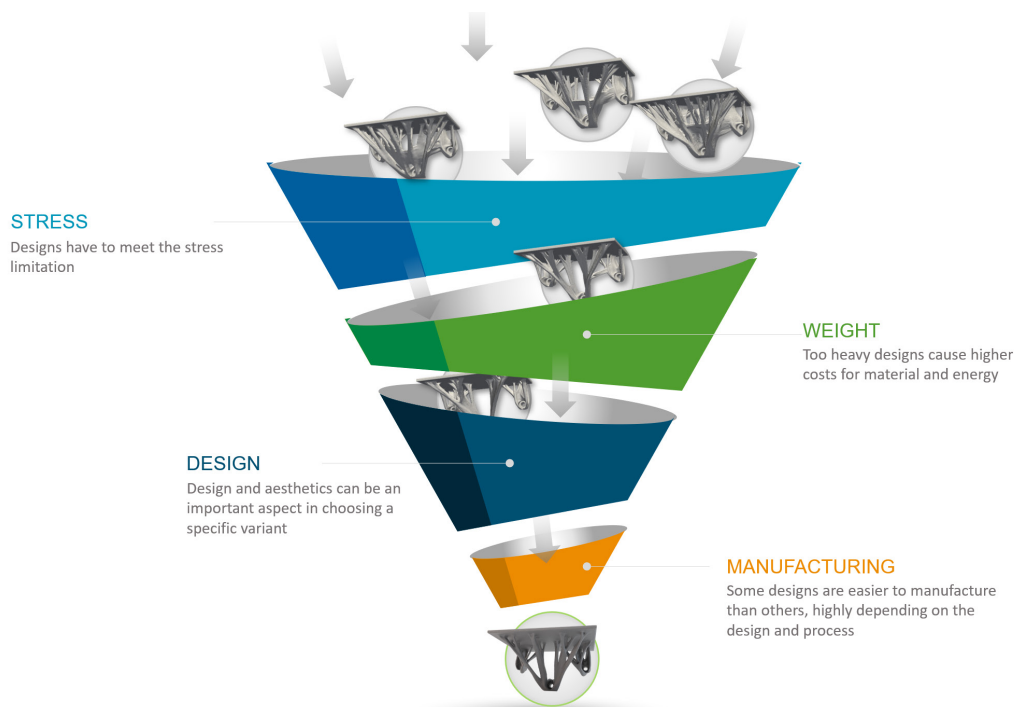 STRESS
Designs have to meet the stress
limitation
WEIGHT
Too heavy designs cause higher
costs for material and energy
DESIGN
Design and aesthetics can be an
important aspect in choosing a
specific variant
MANUFACTURING
Some designs are easier to manufacture
than others, highly depending on the
design and process